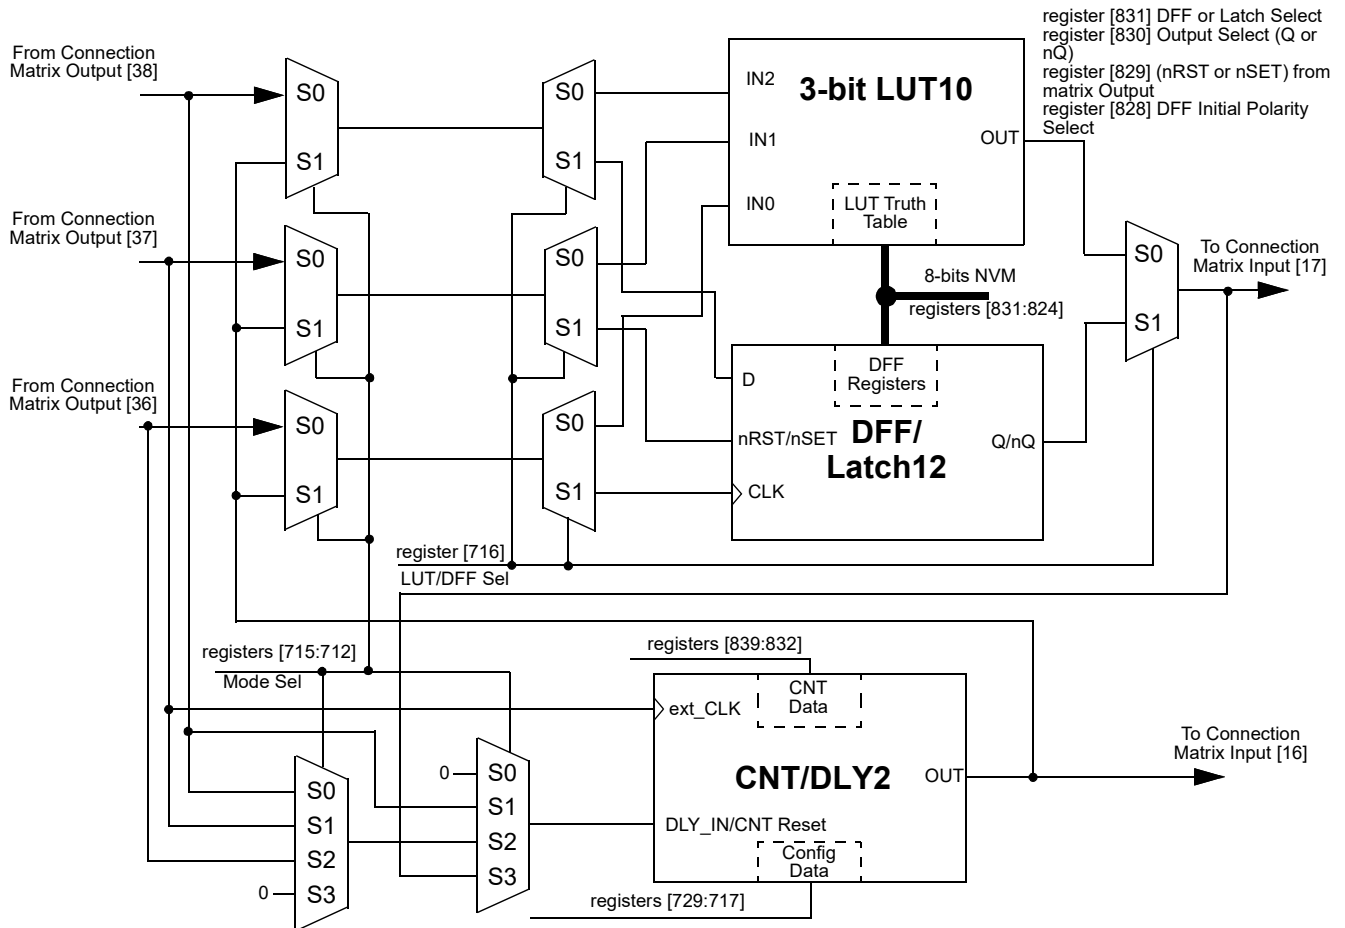 register [831] DFF or Latch Select
register [830] Output Select (Q or
nQ)
register [829] (nRST or nSET) from
matrix Output
register [828] DFF Initial Polarity
Select
From Connection
Matrix Output [38]
S0
S1
S0
S1
IN2
IN1
IN0
3-bit LUT10
OUT
LUT Truth
Table
From Connection
Matrix Output [37]
S0
S1
S0
S1
8-bits NVM
registers [831:824]
S0
S1
To Connection
Matrix Input [17]
From Connection
Matrix Output [36]
S0
S1
S0
S1
DFF
Registers
D
nRST/nSET
CLK
DFF/
Latch12
Q/nQ
register [716]
LUT/DFF Sel
registers [715:712]
Mode Sel
registers [839:832]
CNT
Data
ext_CLK
CNT/DLY2
OUT
To Connection
Matrix Input [16]
DLY_IN/CNT Reset
Config
Data
registers [729:717]
S0
S1
S2
S3
0
0
S0
S1
S2
S3